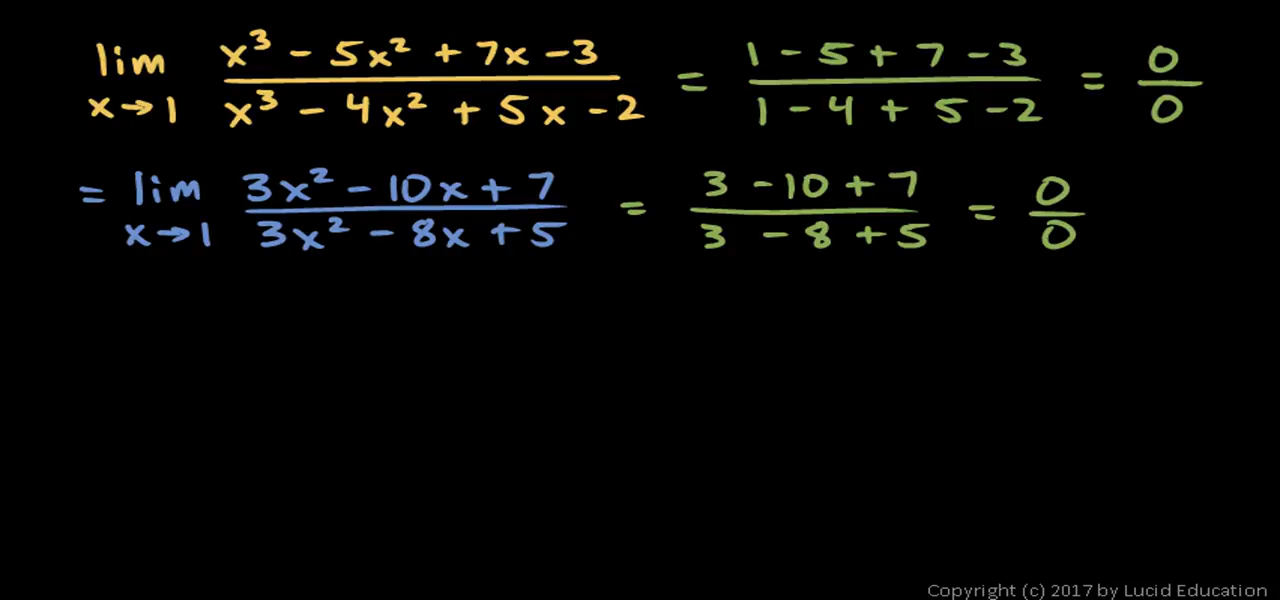 lim x→1 (x³ - 5x² + 7x - 3)/(x³ - 4x² + 5x - 2) = (1 - 5 + 7 - 3)/(1 - 4 + 5 - 2) = 0/0
= lim x→1 (3x² - 10x + 7)/(3x² - 8x + 5) = (3 - 10 + 7)/(3 - 8 + 5) = 0/0
Copyright (c) 2017 by Lucid Education